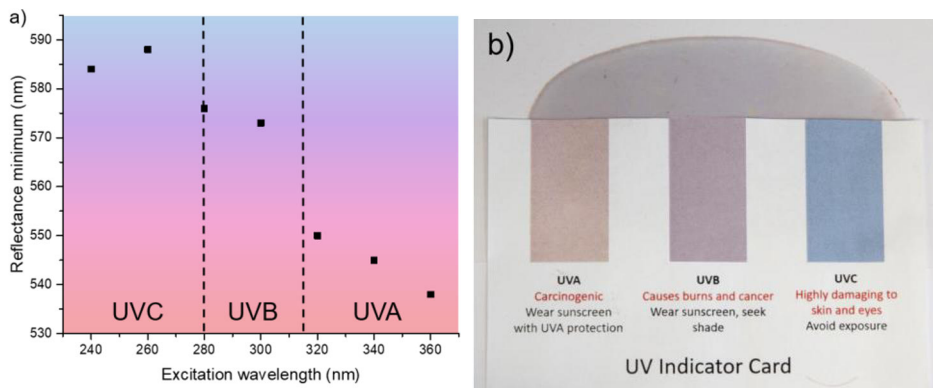 a)
590
580
570
560
550
540
530
Reflectance minimum (nm)
UVC UVB UVA
240 260 280 300 320 340 360
Excitation wavelength (nm)
b)
UVA
Carcinogenic
Wear sunscreen
with UVA protection
UVB
Causes burns and cancer
Wear sunscreen, seek
shade
UVC
Highly damaging to
skin and eyes
Avoid exposure
UV Indicator Card